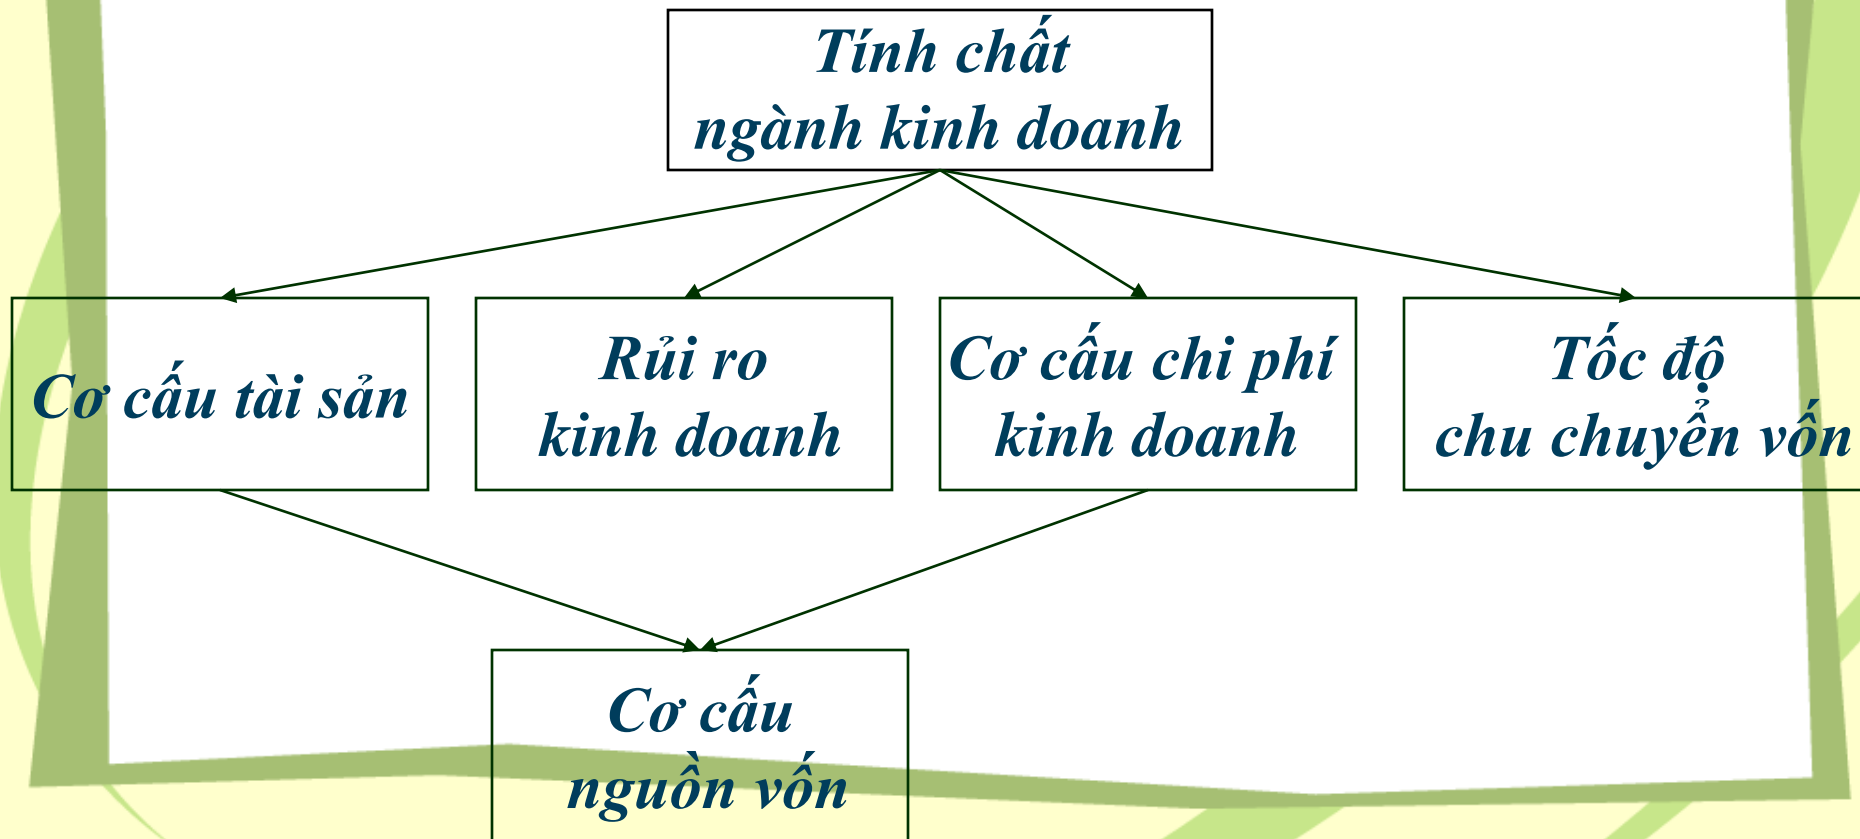 Tính chất
ngành kinh doanh
Cơ cấu tài sản
Rủi ro
kinh doanh
Cơ cấu chi phí
kinh doanh
Tốc độ
chu chuyển vốn
Cơ cấu
nguồn vốn